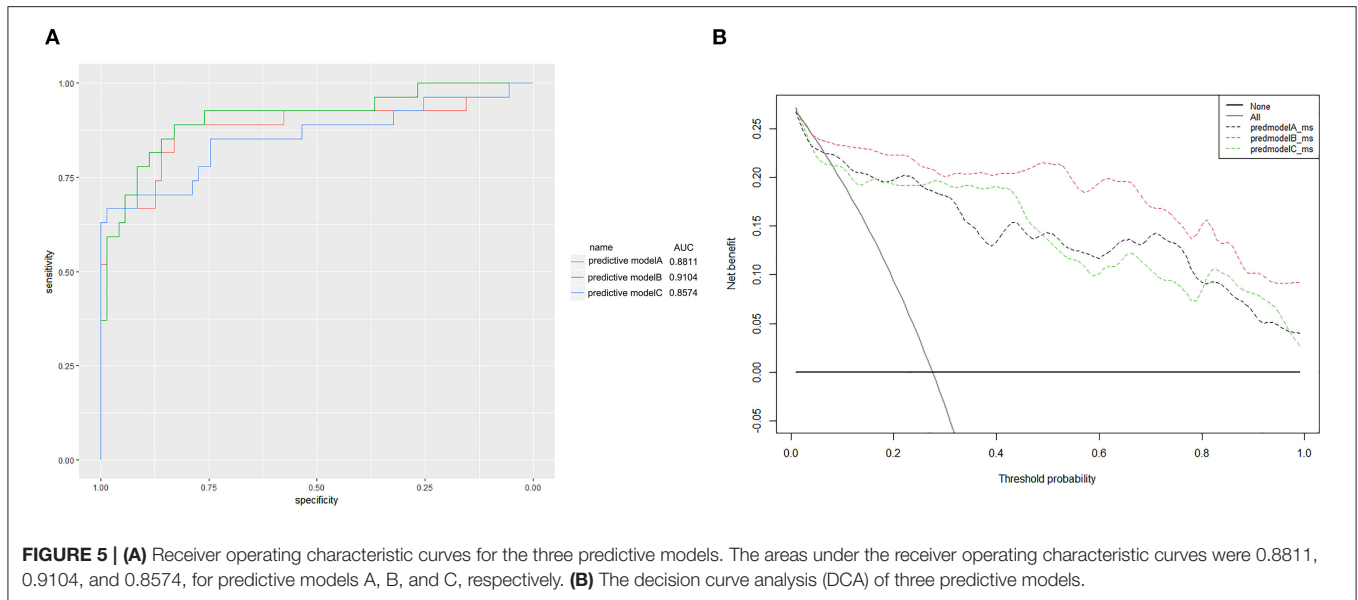 A
1.00
0.75
0.50
0.25
0.00
sensitivity
1.00
0.75
0.50
0.25
0.00
specificity
name AUC
predictive modelA 0.8811
predictive modelB 0.9104
predictive modelC 0.8574
B
0.25
0.20
0.15
0.10
0.05
0.00
-0.05
Net benefit
None
All
predmodelA_ms
predmodelB_ms
predmodelC_ms
0.0
0.2
0.4
0.6
0.8
1.0
Threshold probability
FIGURE 5 | (A) Receiver operating characteristic curves for the three predictive models. The areas under the receiver operating characteristic curves were 0.8811,
0.9104, and 0.8574, for predictive models A, B, and C, respectively. (B) The decision curve analysis (DCA) of three predictive models.